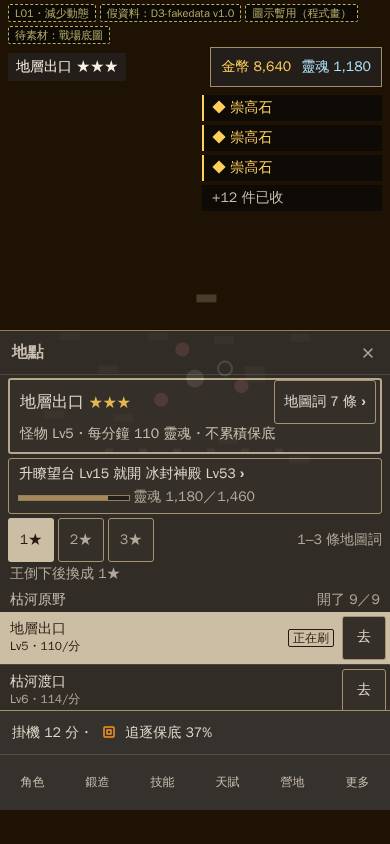 L01・減少動態 假資料：D3-fakedata v1.0 圖示暫用（程式畫）
待素材：戰場底圖
地層出口 ★★★
金幣 8,640 靈魂 1,180
◆ 崇高石
◆ 崇高石
◆ 崇高石
+12 件已收
地點 ×
地層出口 ★★★ 地圖詞 7 條 ›
怪物 Lv5・每分鐘 110 靈魂・不累積保底
升瞭望台 Lv15 就開 冰封神殿 Lv53 ›
靈魂 1,180／1,460
1★ 2★ 3★ 1–3 條地圖詞
王倒下後換成 1★
枯河原野 開了 9／9
地層出口 正在刷 去
Lv5・110/分
枯河渡口 去
Lv6・114/分
掛機 12 分・ 追逐保底 37%
角色 鍛造 技能 天賦 營地 更多